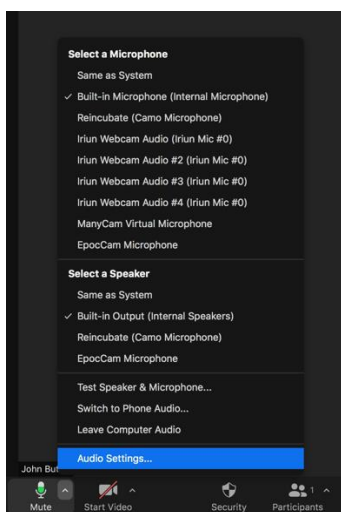 Select a Microphone
Same as System
✓ Built-in Microphone (Internal Microphone)
Reincubate (Camo Microphone)
Iriun Webcam Audio (Iriun Mic #0)
Iriun Webcam Audio #2 (Iriun Mic #0)
Iriun Webcam Audio #3 (Iriun Mic #0)
Iriun Webcam Audio #4 (Iriun Mic #0)
ManyCam Virtual Microphone
EpocCam Microphone
Select a Speaker
Same as System
✓ Built-in Output (Internal Speakers)
Reincubate (Camo Microphone)
EpocCam Microphone
Test Speaker & Microphone...
Switch to Phone Audio...
Leave Computer Audio
Audio Settings...
John
Mute Start Video Security Participants 1